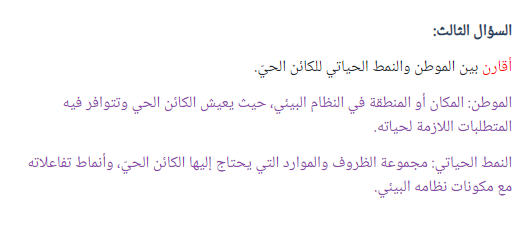 السؤال الثالث:
أقارن بين الموطن والنمط الحياتي للكائن الحيّ.
الموطن: المكان أو المنطقة في النظام البيئي، حيث يعيش الكائن الحي وتتوافر فيه
المتطلبات اللازمة لحياته.
النمط الحياتي: مجموعة الظروف والموارد التي يحتاج إليها الكائن الحيّ، وأنماط تفاعلاته
مع مكونات نظامه البيئي.